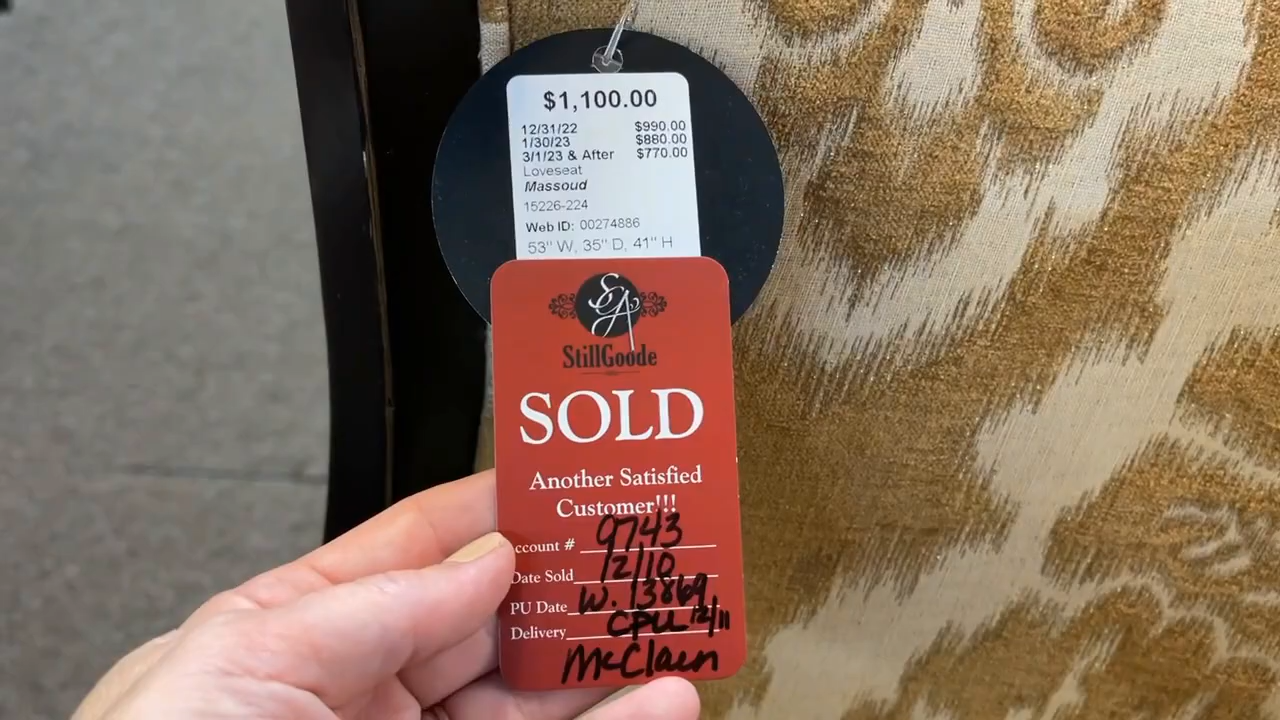 $1,100.00
12/31/22 $990.00
1/30/23 $880.00
3/1/23 & After $770.00
Loveseat
Massoud
15226-224
Web ID: 00274886
53" W, 35" D, 41" H
SGA
StillGoode
SOLD
Another Satisfied
Customer!!!
ccount # 9743
Date Sold 12/10
PU Date W. 13869
Delivery CPU 12/11
McClain